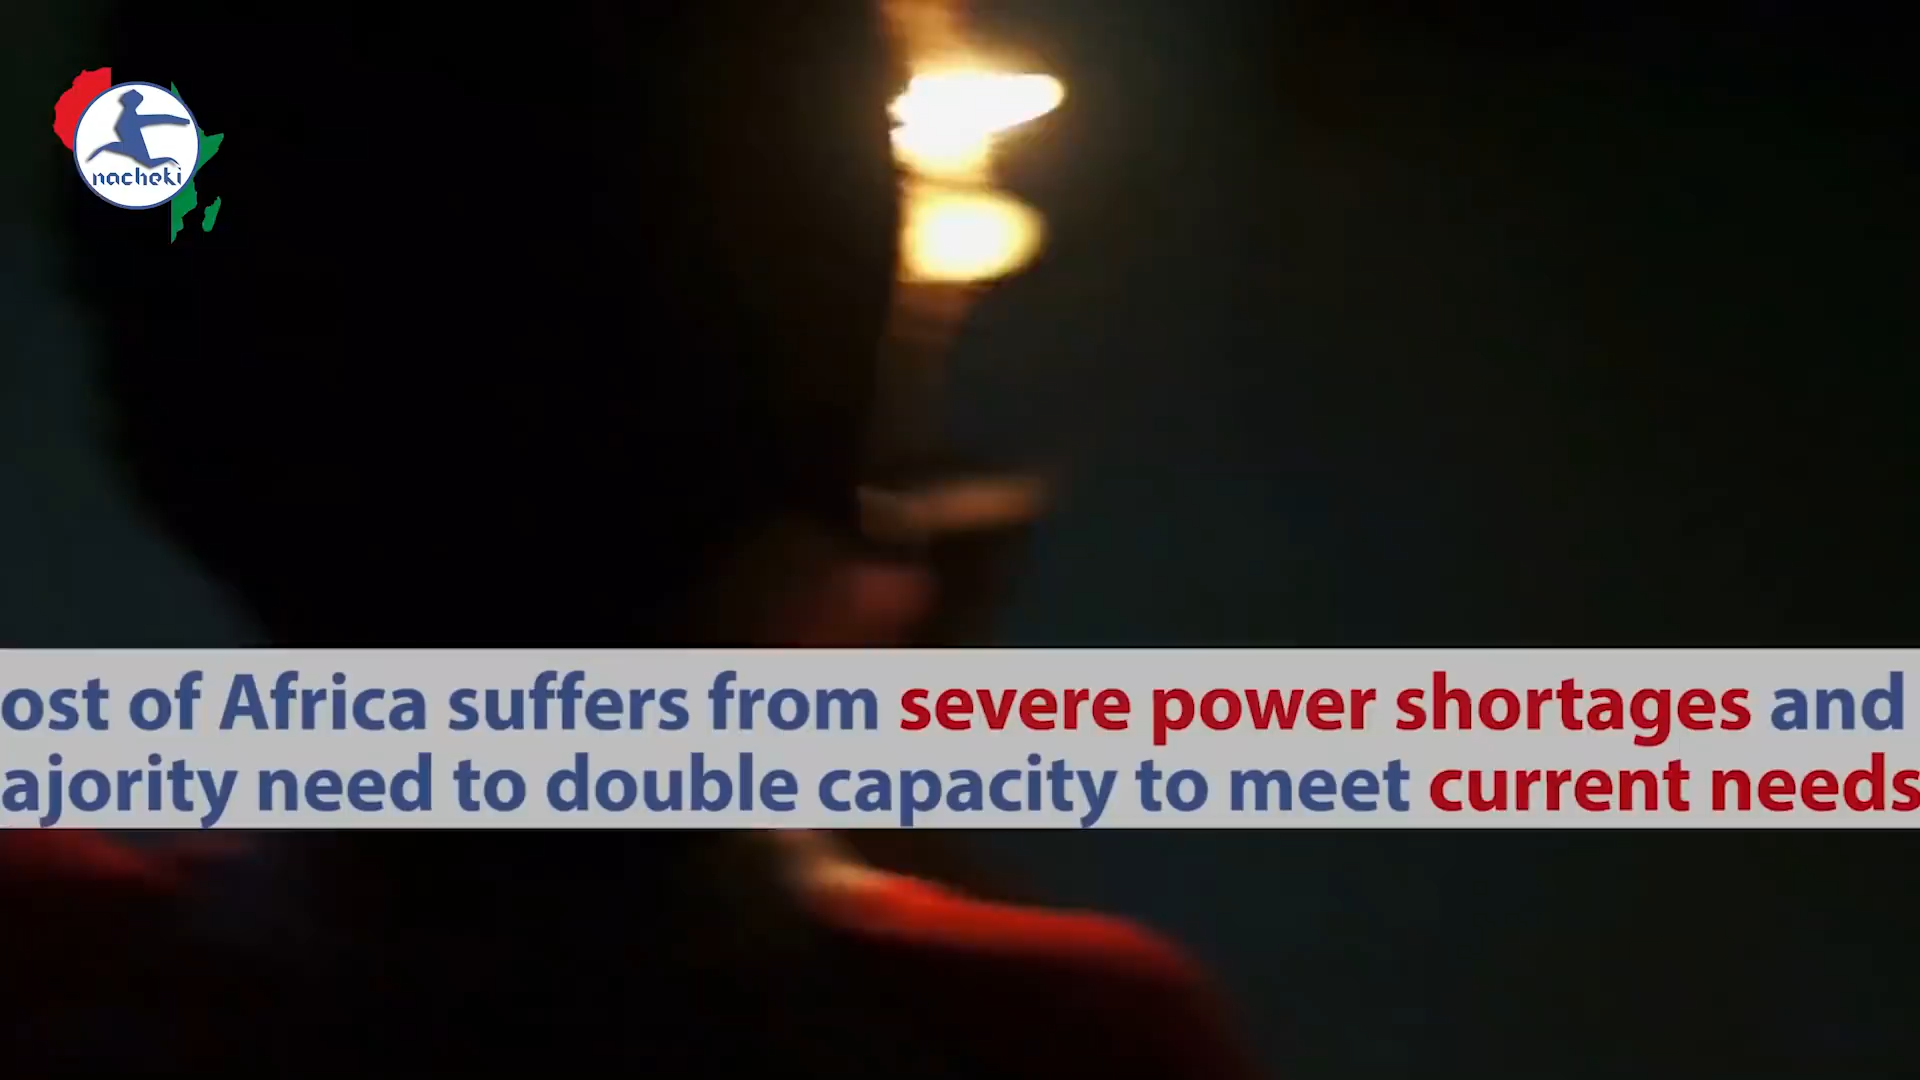 nacheki
ost of Africa suffers from severe power shortages and
ajority need to double capacity to meet current needs